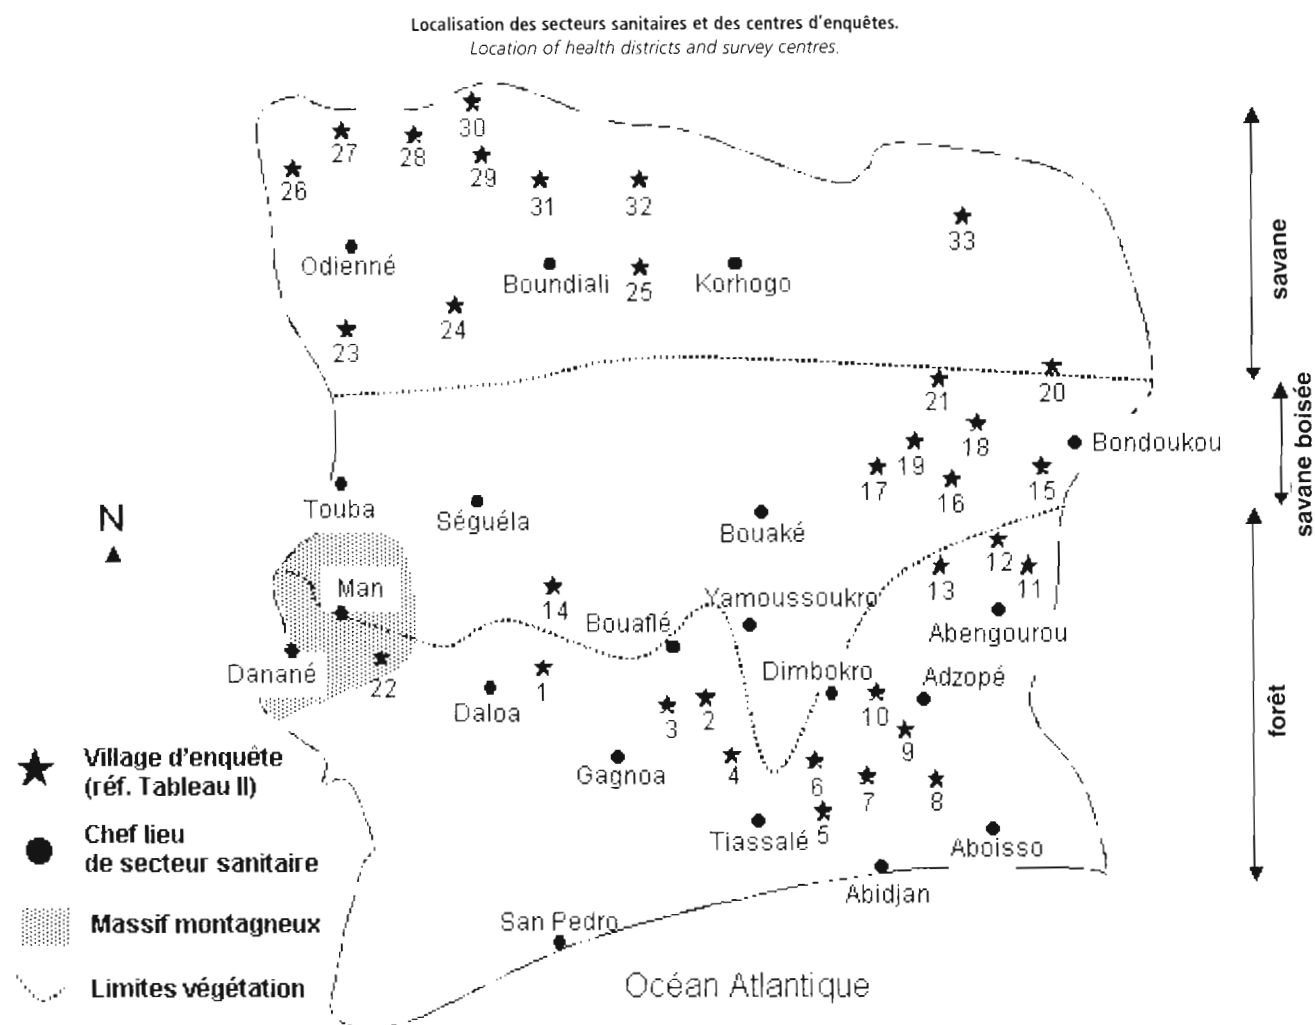 Localisation des secteurs sanitaires et des centres d'enquêtes.
Location of health districts and survey centres.
30
27
28
29
26
31
32
33
savane
Odienné
Boundiali
25
Korhogo
24
23
20
21
18
Bondoukou
19
17
16
15
savane boisée
Touba
Séguéla
Bouaké
N
12
13
11
Man
14
Yamoussoukro
Bouaflé
Abengourou
Danané
22
1
Dimbokro
Adzopé
Daloa
3
2
10
forêt
9
Village d'enquête
(réf. Tableau II)
Gagnoa
4
6
7
8
Chef lieu
de secteur sanitaire
Tiassalé
5
Aboisso
Abidjan
Massif montagneux
San Pedro
Limites végétation
Océan Atlantique